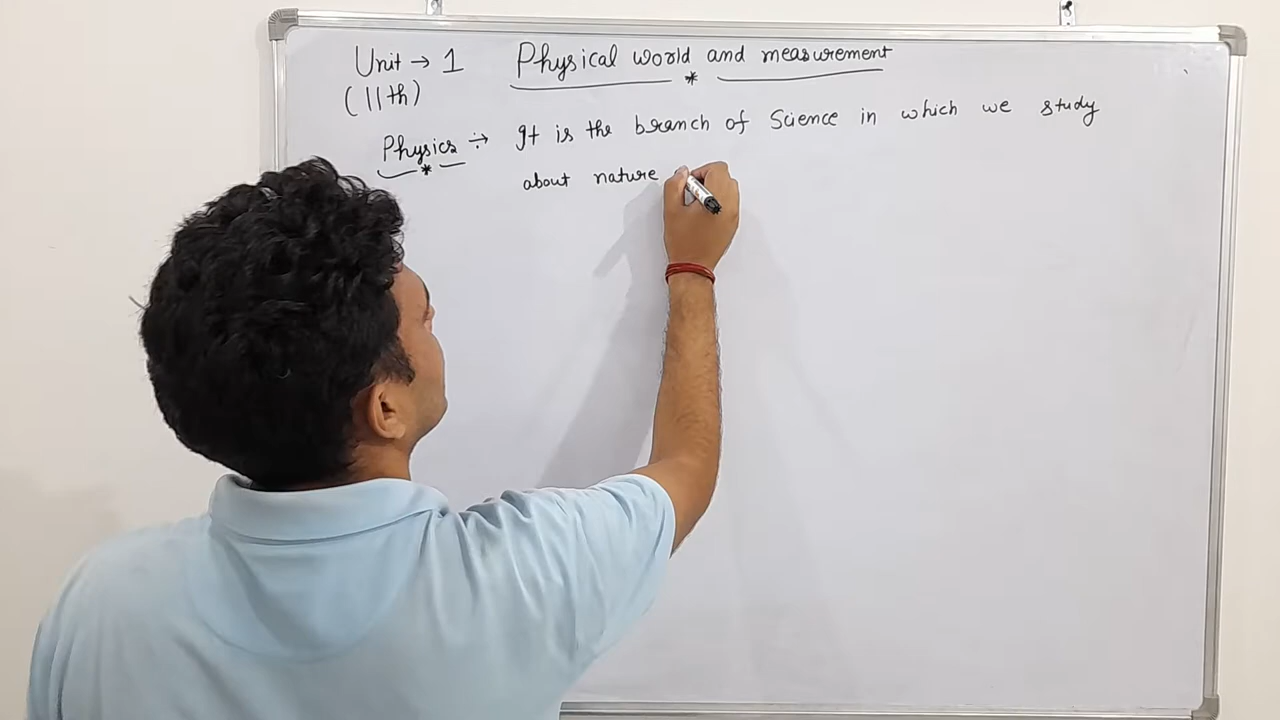 Unit → 1 Physical world and measurement
(11th) *
Physics ÷ It is the branch of Science in which we study
*
about nature